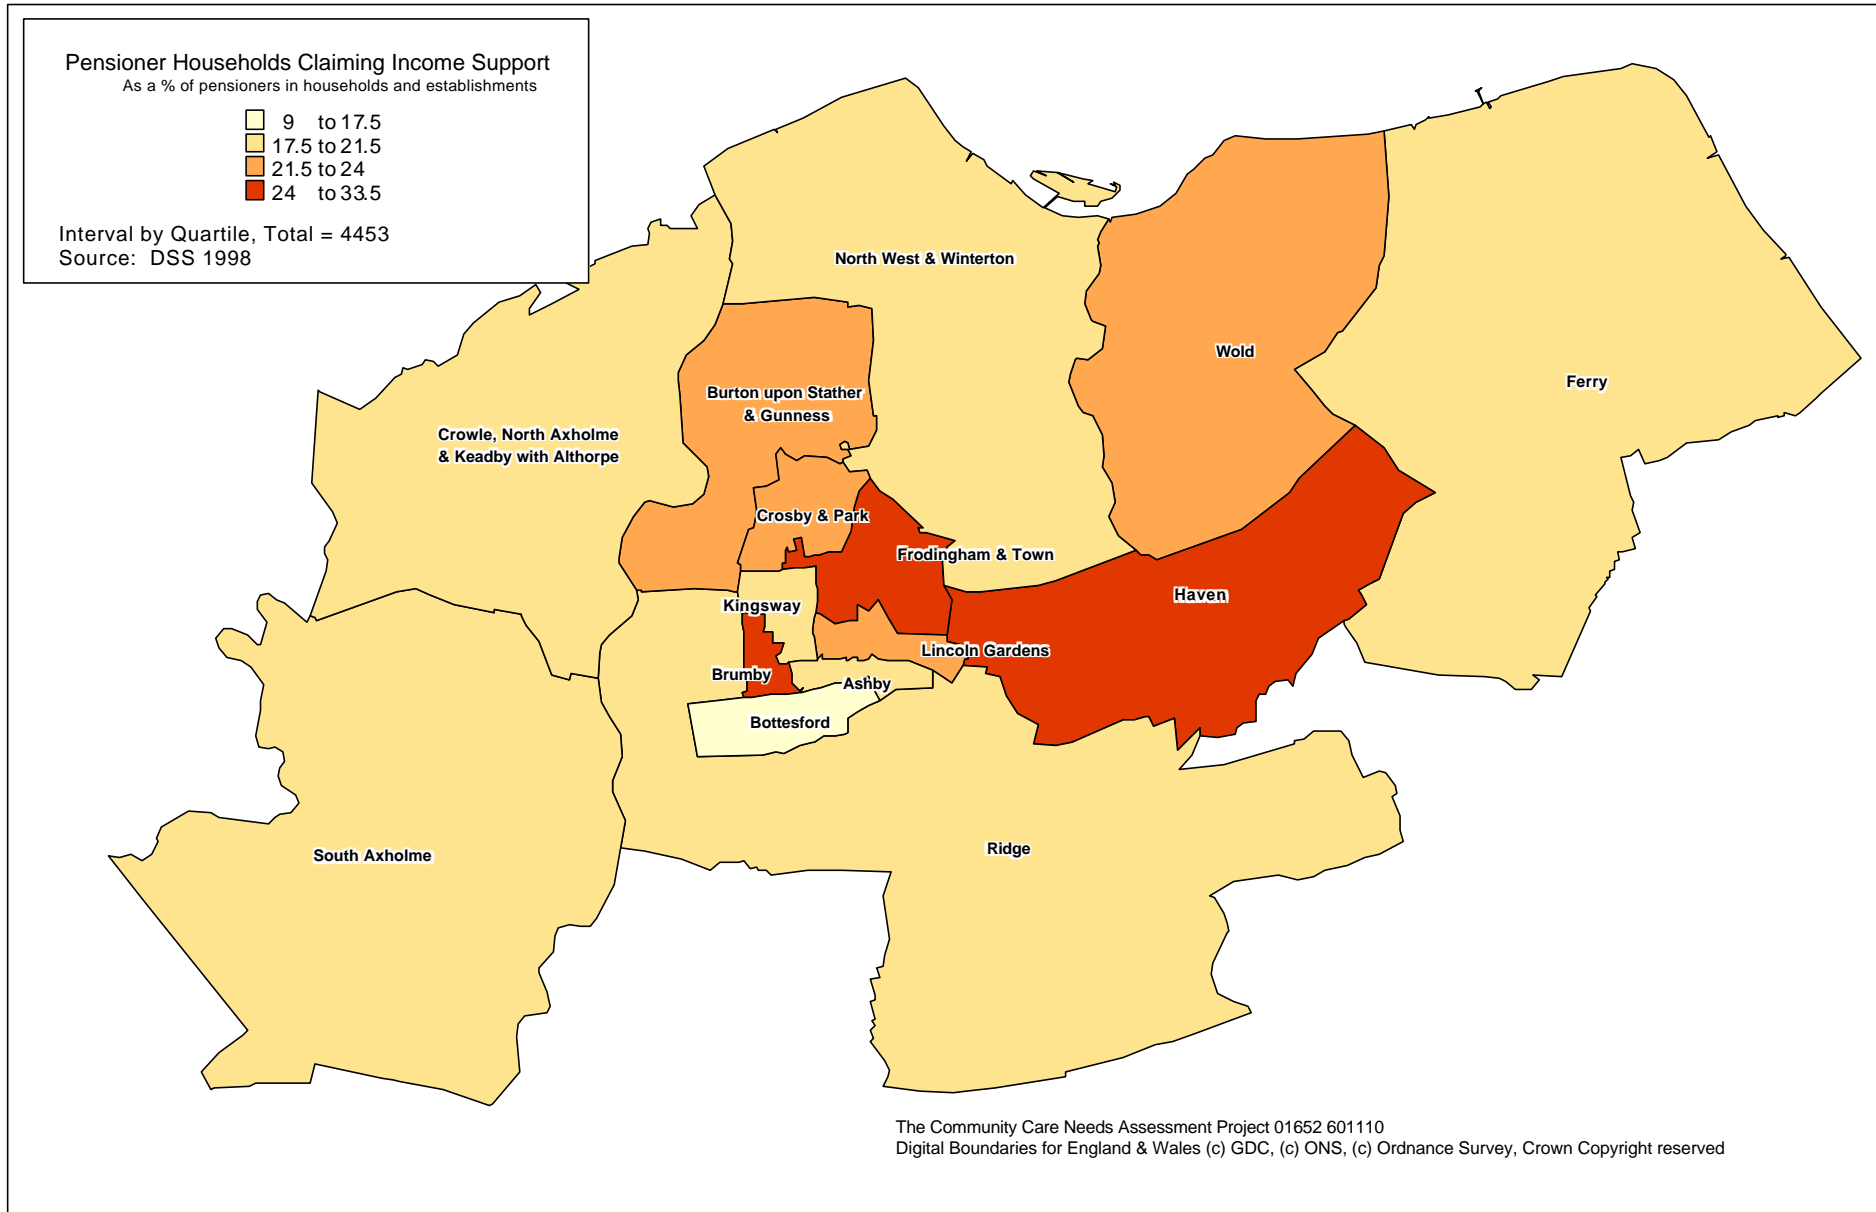 Pensioner Households Claiming Income Support
As a % of pensioners in households and establishments
9 to 17.5
17.5 to 21.5
21.5 to 24
24 to 33.5
Interval by Quartile, Total = 4453
Source: DSS 1998
North West & Winterton
Wold
Ferry
Burton upon Stather
& Gunness
Crowle, North Axholme
& Keadby with Althorpe
Crosby & Park
Frodingham & Town
Haven
Kingsway
Lincoln Gardens
Brumby
Ashby
Bottesford
South Axholme
Ridge
The Community Care Needs Assessment Project 01652 601110
Digital Boundaries for England & Wales (c) GDC, (c) ONS, (c) Ordnance Survey, Crown Copyright reserved